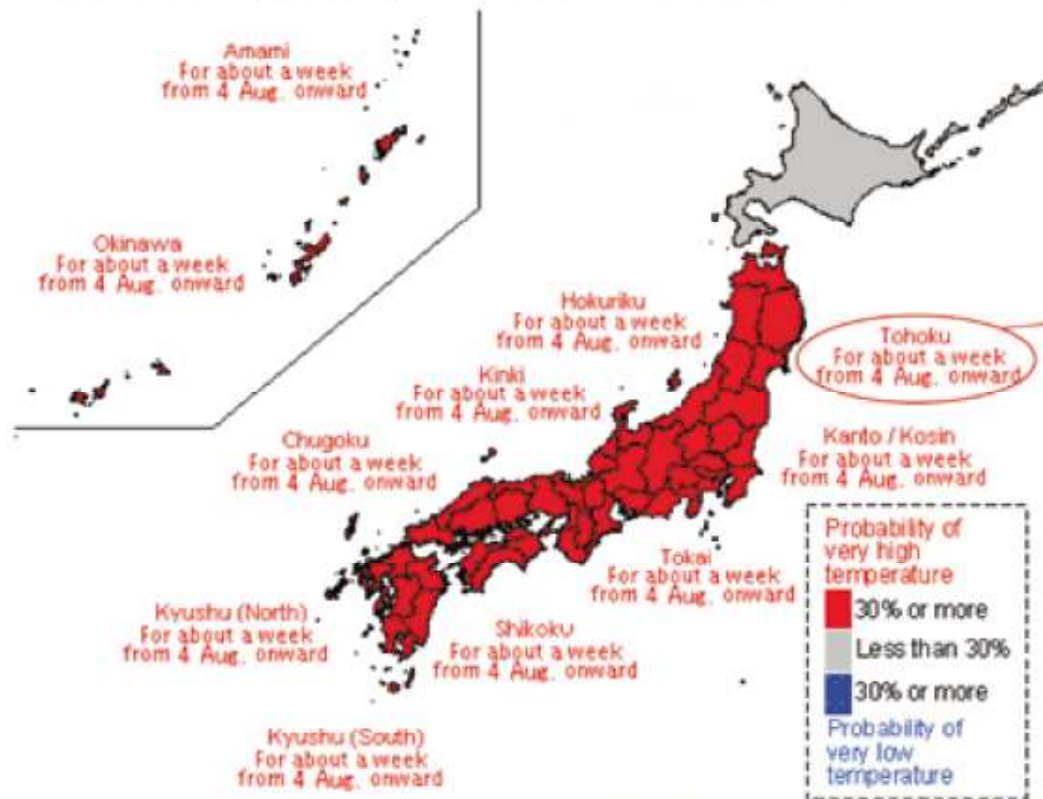 Amami
For about a week
from 4 Aug. onward
Okinawa
For about a week
from 4 Aug. onward
Hokuriku
For about a week
from 4 Aug. onward
Tohoku
For about a week
from 4 Aug. onward
Kinki
For about a week
from 4 Aug. onward
Chugoku
For about a week
from 4 Aug. onward
Kanto / Kosin
For about a week
from 4 Aug. onward
Tokai
For about a week
from 4 Aug. onward
Kyushu (North)
For about a week
from 4 Aug. onward
Shikoku
For about a week
from 4 Aug. onward
Kyushu (South)
For about a week
from 4 Aug. onward
Probability of
very high
temperature
30% or more
Less than 30%
30% or more
Probability of
very low
temperature